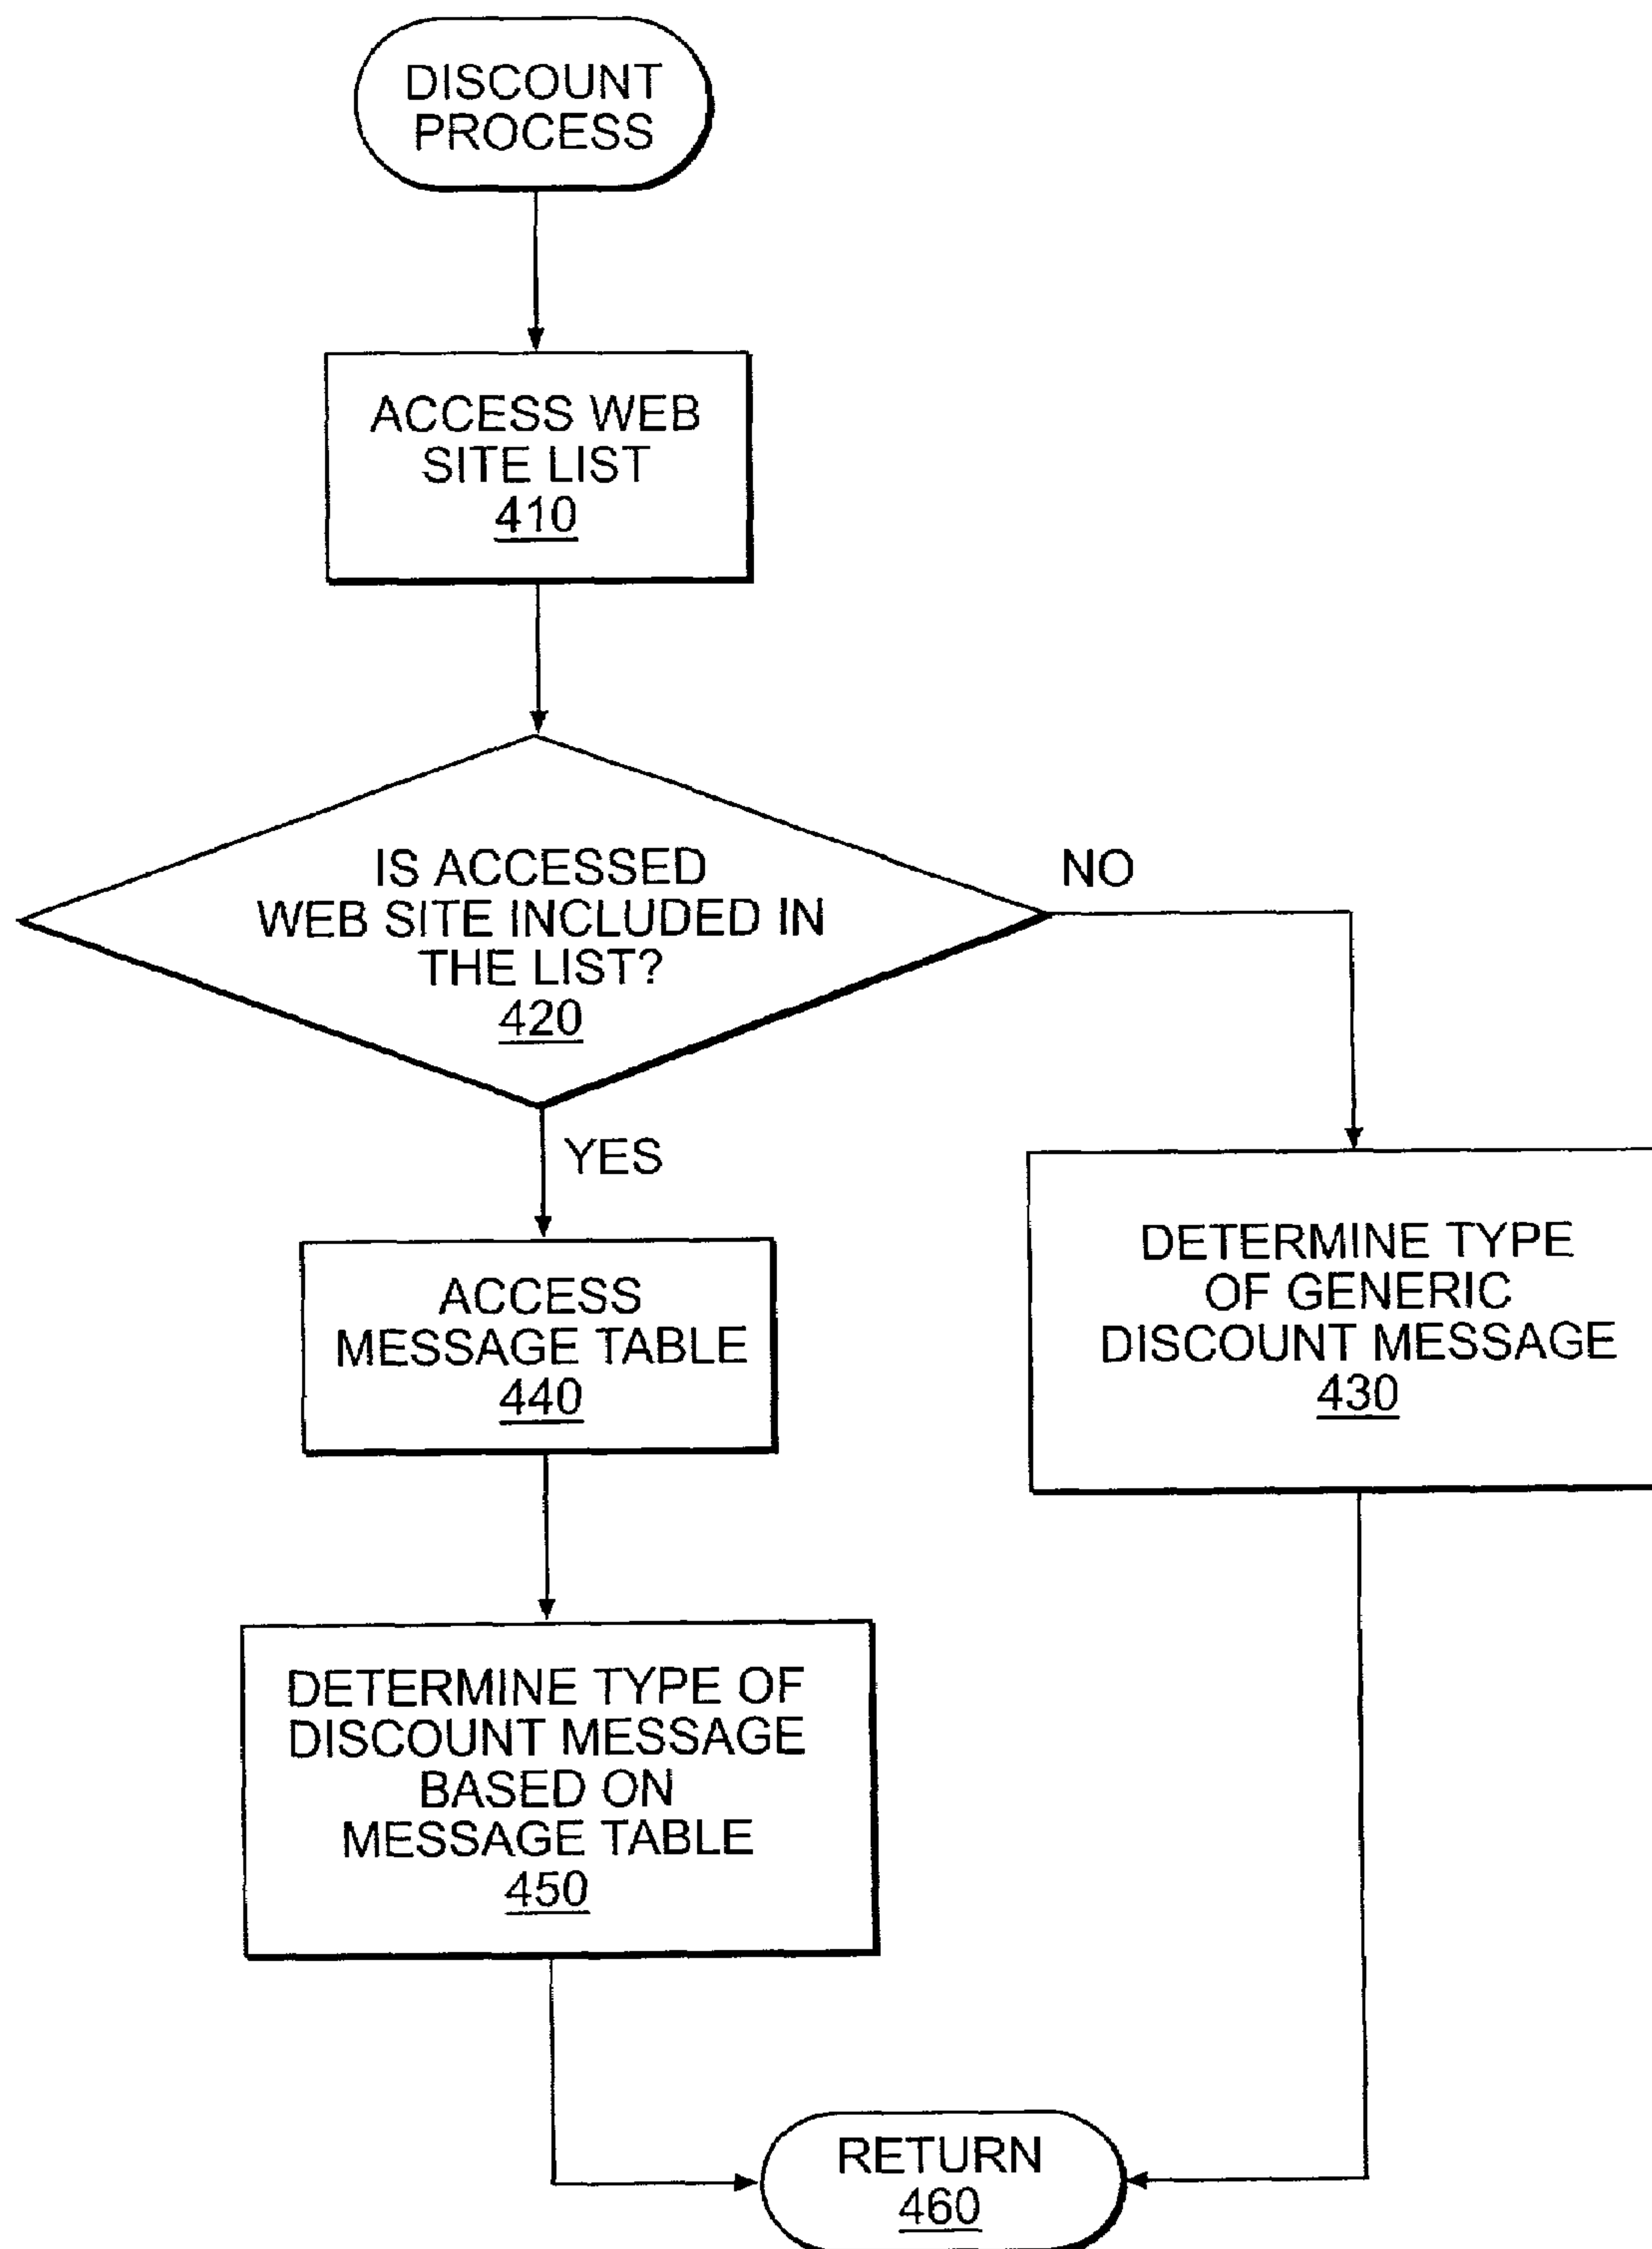 DISCOUNT
PROCESS
ACCESS WEB
SITE LIST
410
IS ACCESSED
WEB SITE INCLUDED IN
THE LIST?
420
NO
YES
ACCESS
MESSAGE TABLE
440
DETERMINE TYPE
OF GENERIC
DISCOUNT MESSAGE
430
DETERMINE TYPE OF
DISCOUNT MESSAGE
BASED ON
MESSAGE TABLE
450
RETURN
460